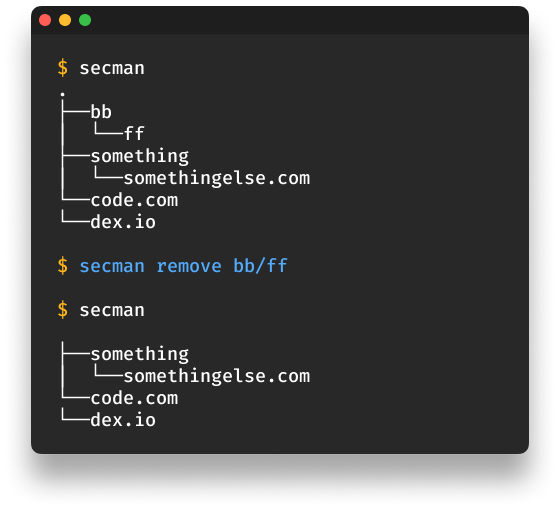 $ secman
.
├──bb
│  └──ff
├──something
│  └──somethingelse.com
└──code.com
└──dex.io
$ secman remove bb/ff
$ secman
├──something
│  └──somethingelse.com
└──code.com
└──dex.io